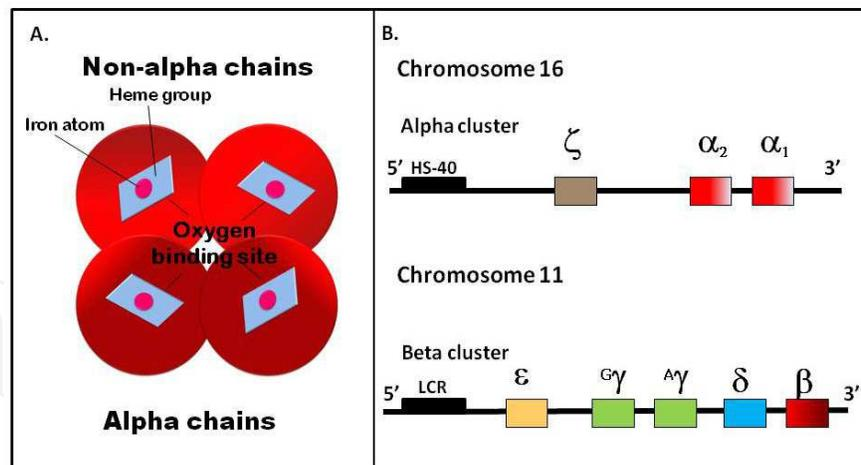 A.
Non-alpha chains
Heme group
Iron atom
Oxygen
binding site
Alpha chains
B.
Chromosome 16
Alpha cluster
ζ α₂ α₁
5’ HS-40 3’
Chromosome 11
Beta cluster
ε ᴳγ ᴬγ δ β
5’ LCR 3’